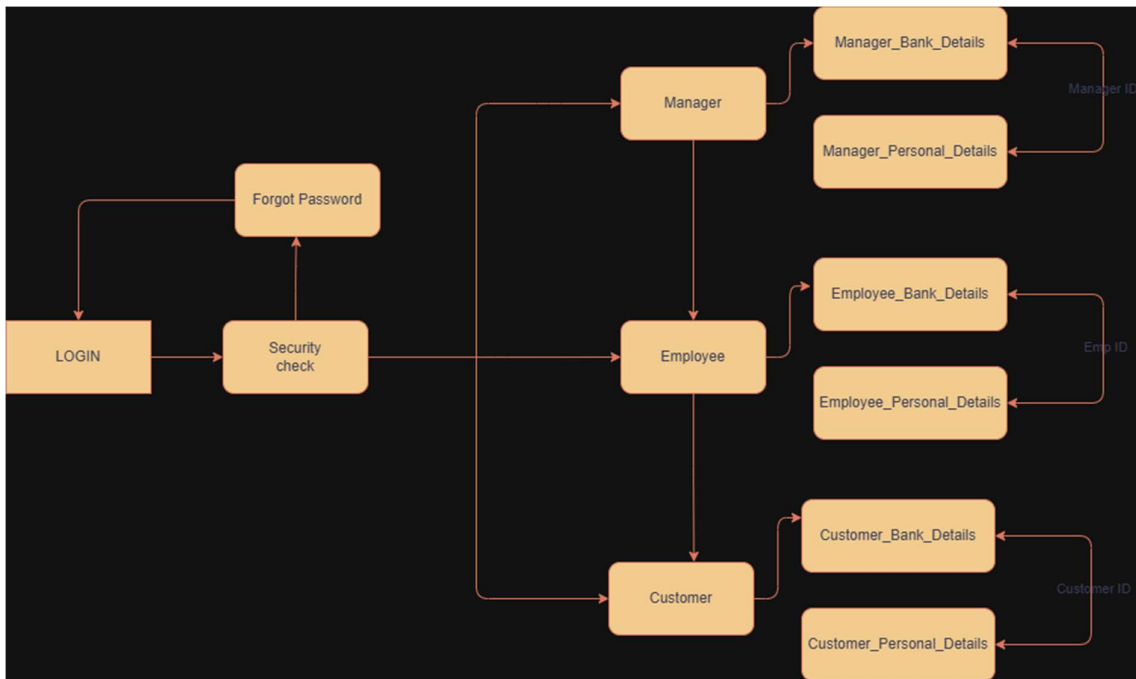 Manager_Bank_Details
Manager ID
Manager
Manager_Personal_Details
Forgot Password
Employee_Bank_Details
LOGIN
Security
check
Employee
Emp ID
Employee_Personal_Details
Customer_Bank_Details
Customer
Customer ID
Customer_Personal_Details